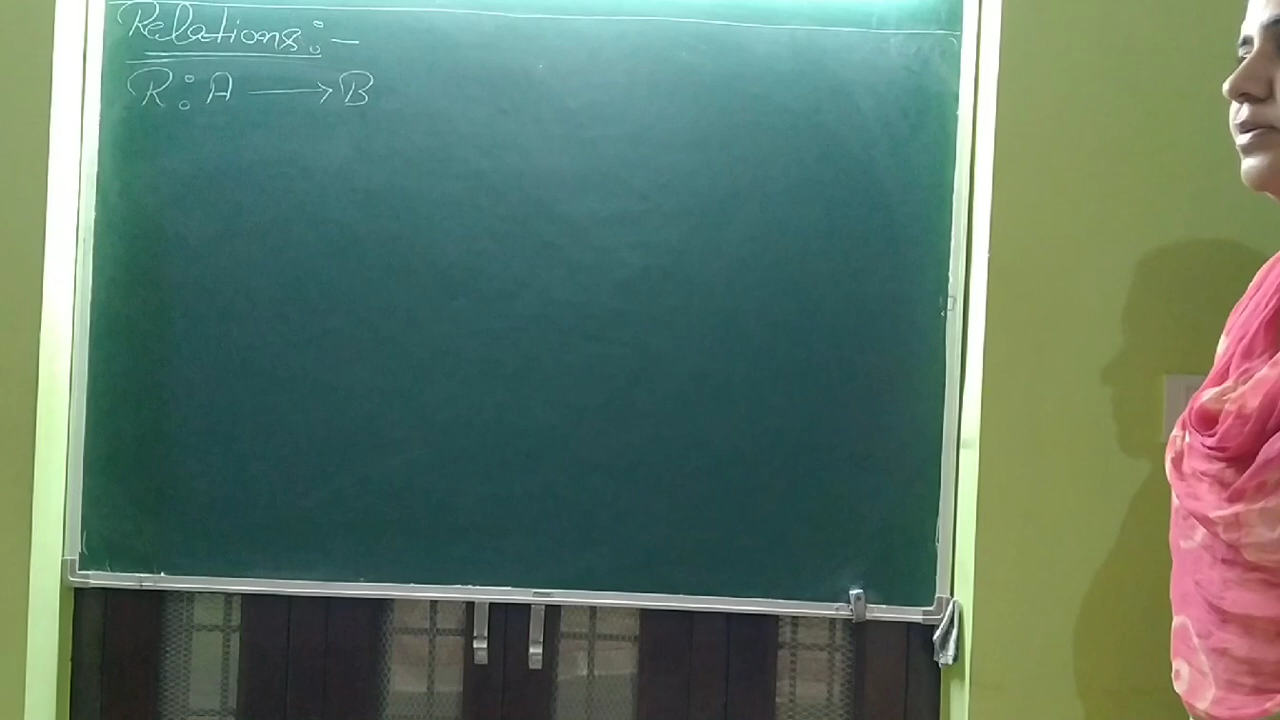 Relations:-
R: A ⟶ B